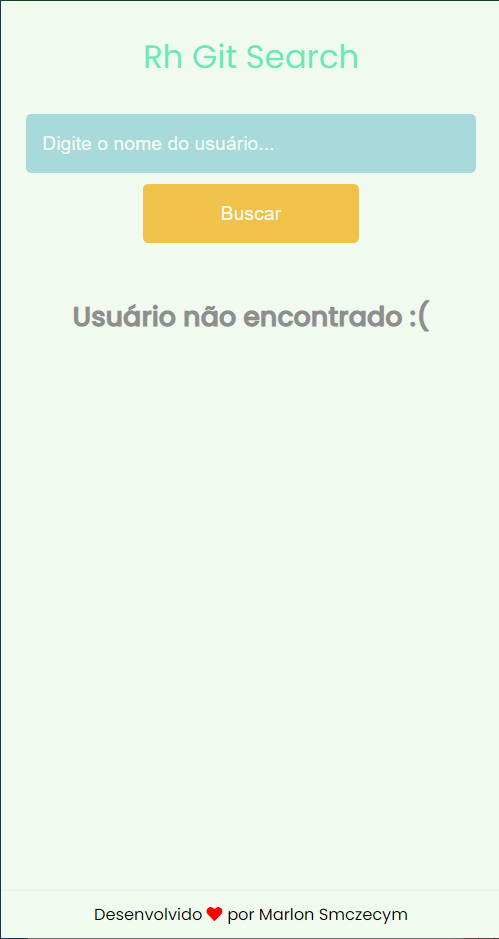 Rh Git Search
Digite o nome do usuário...
Buscar
Usuário não encontrado :(
Desenvolvido ❤ por Marlon Smczecym